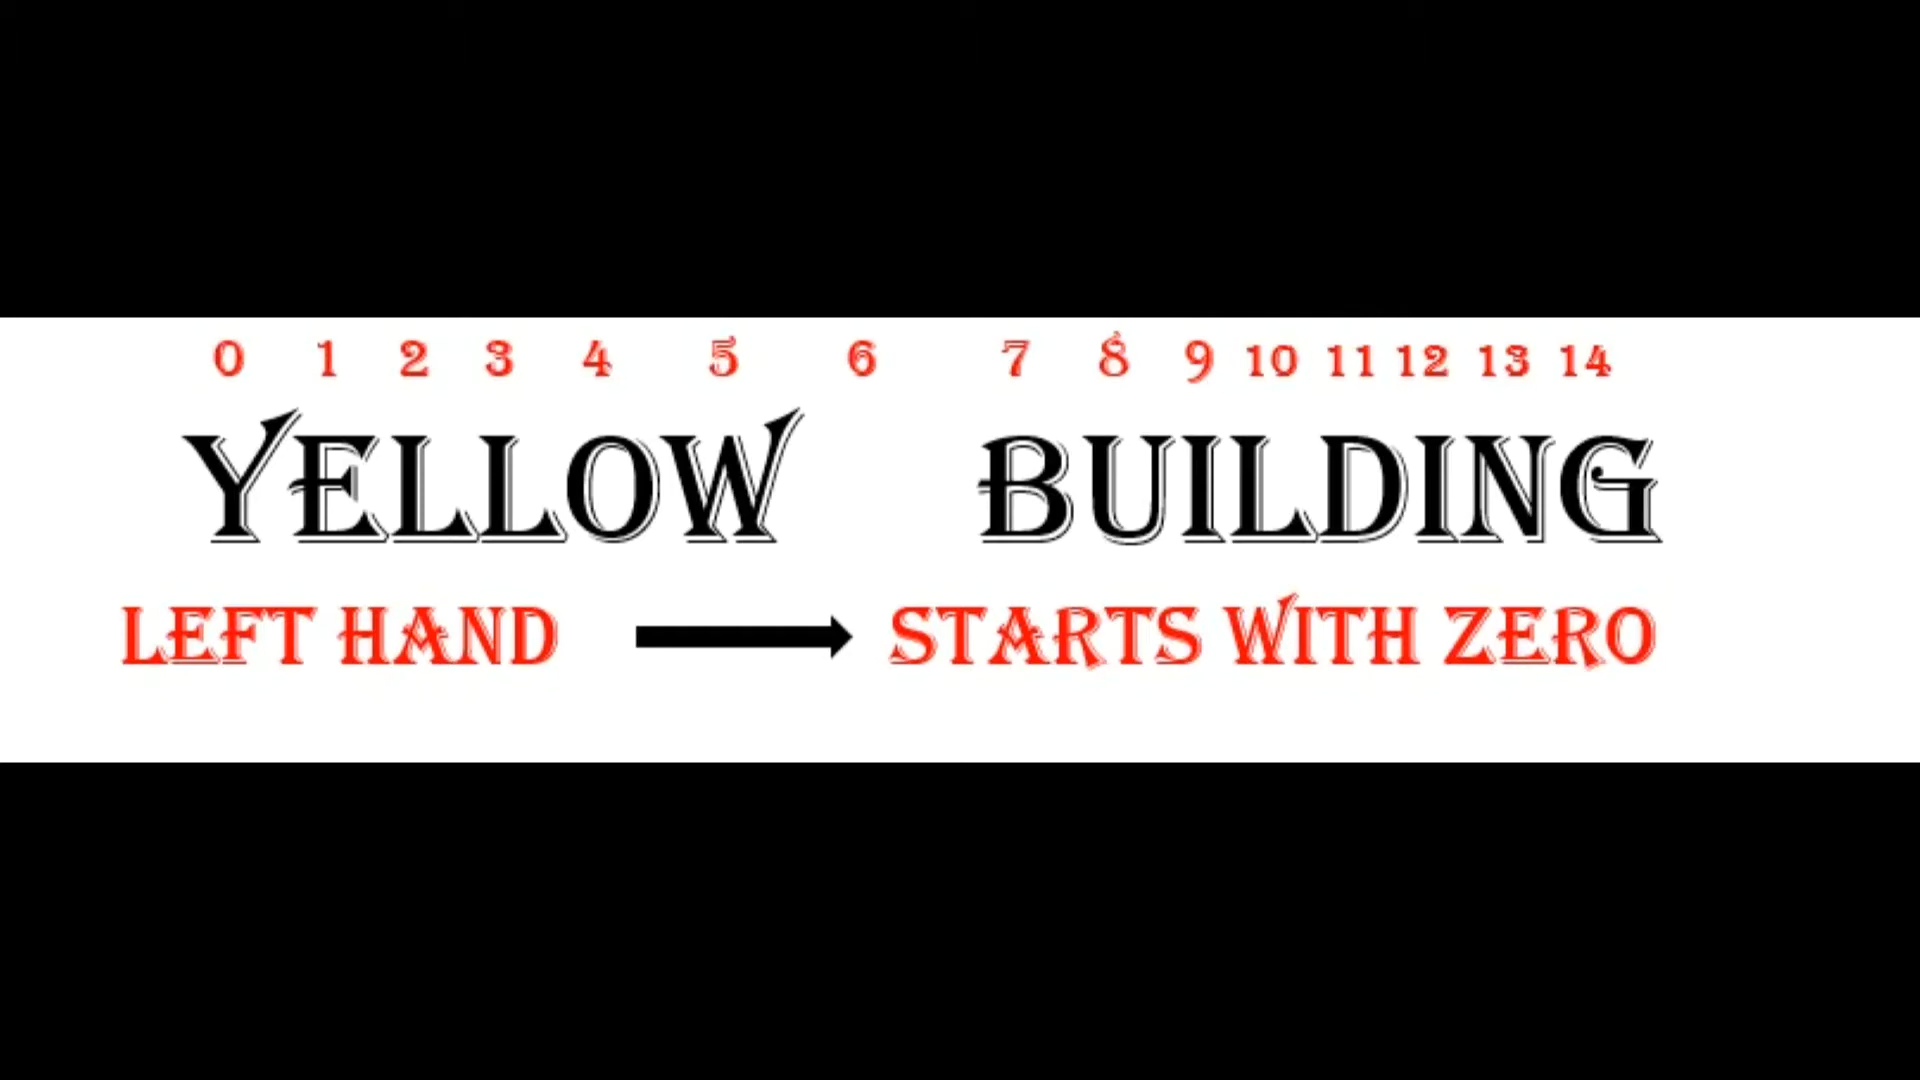 0 1 2 3 4 5 6 7 8 9 10 11 12 13 14
YELLOW BUILDING
LEFT HAND STARTS WITH ZERO